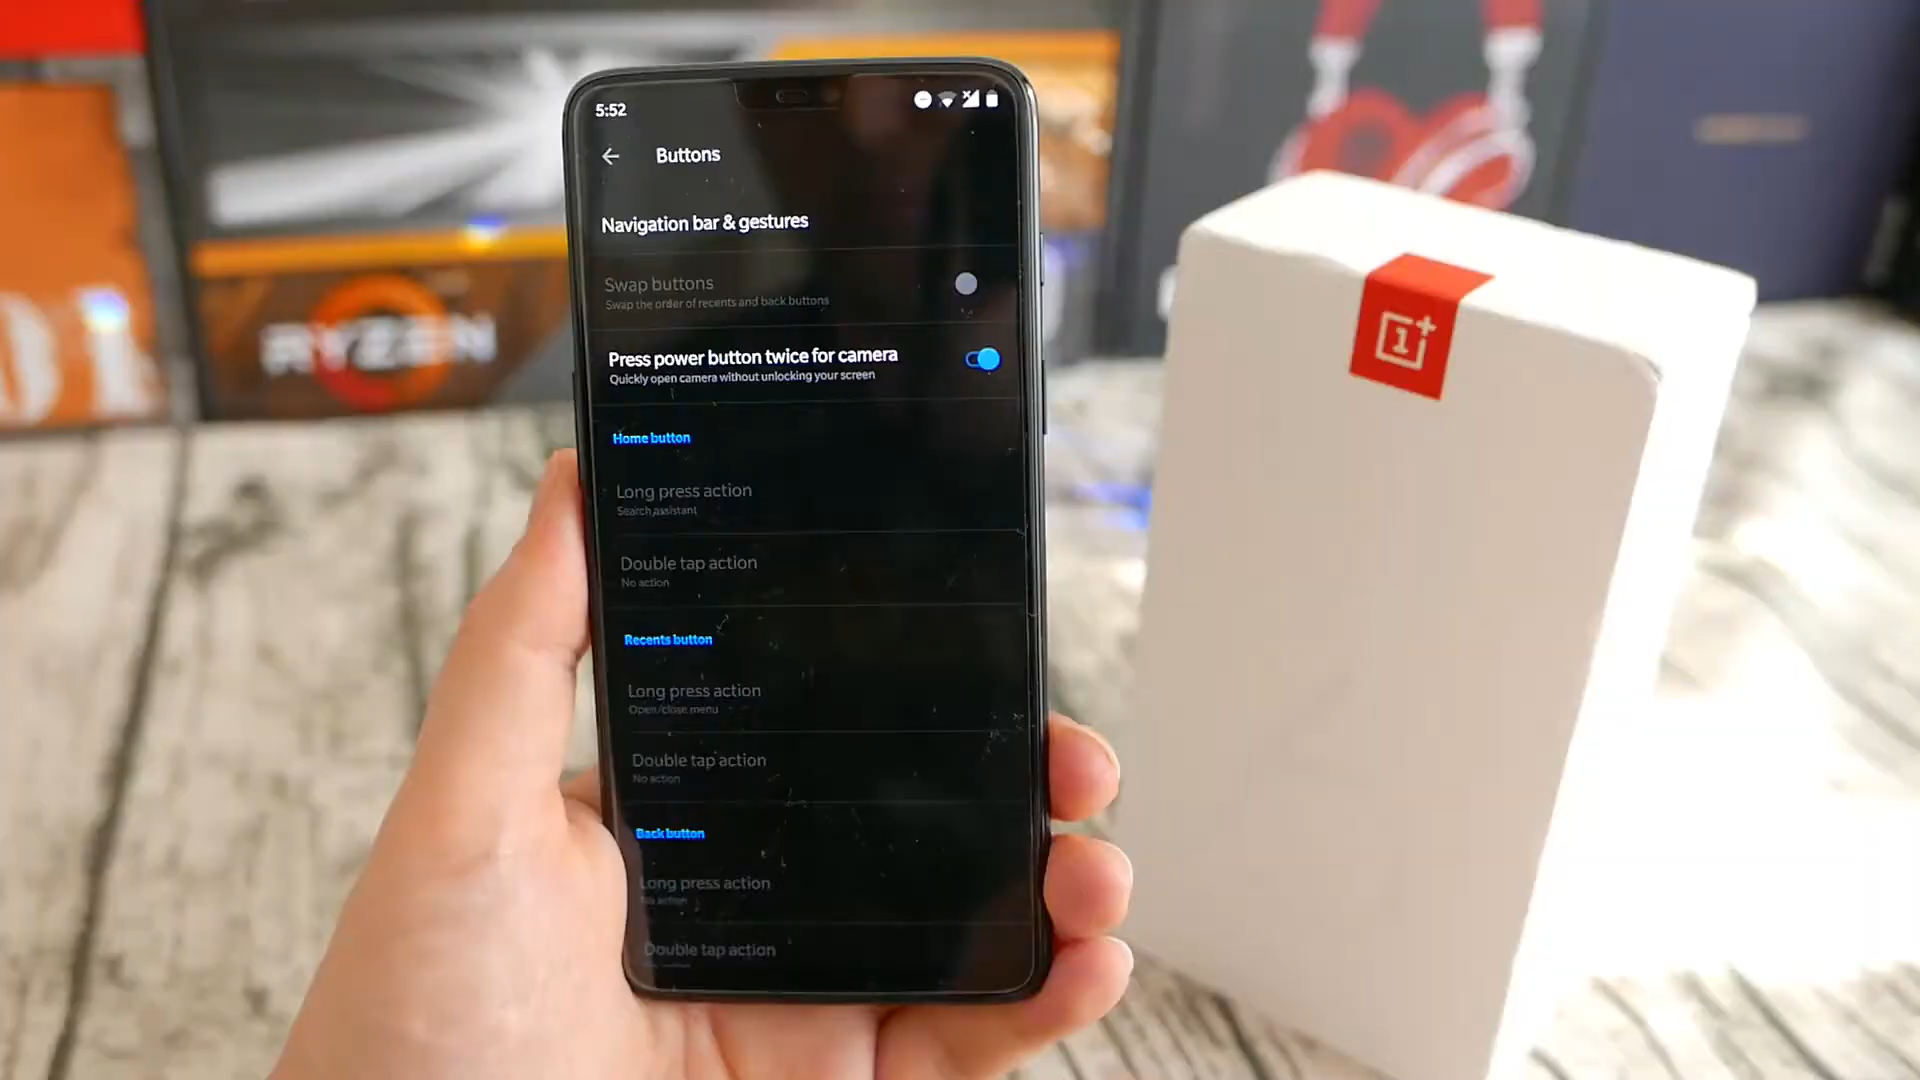 5:52
Buttons
Navigation bar & gestures
Swap buttons
Swap the order of recents and back buttons
Press power button twice for camera
Quickly open camera without unlocking your screen
Home button
Long press action
Search assistant
Double tap action
No action
Recents button
Long press action
Open/close menu
Double tap action
No action
Back button
Long press action
No action
Double tap action
RYZEN
1+